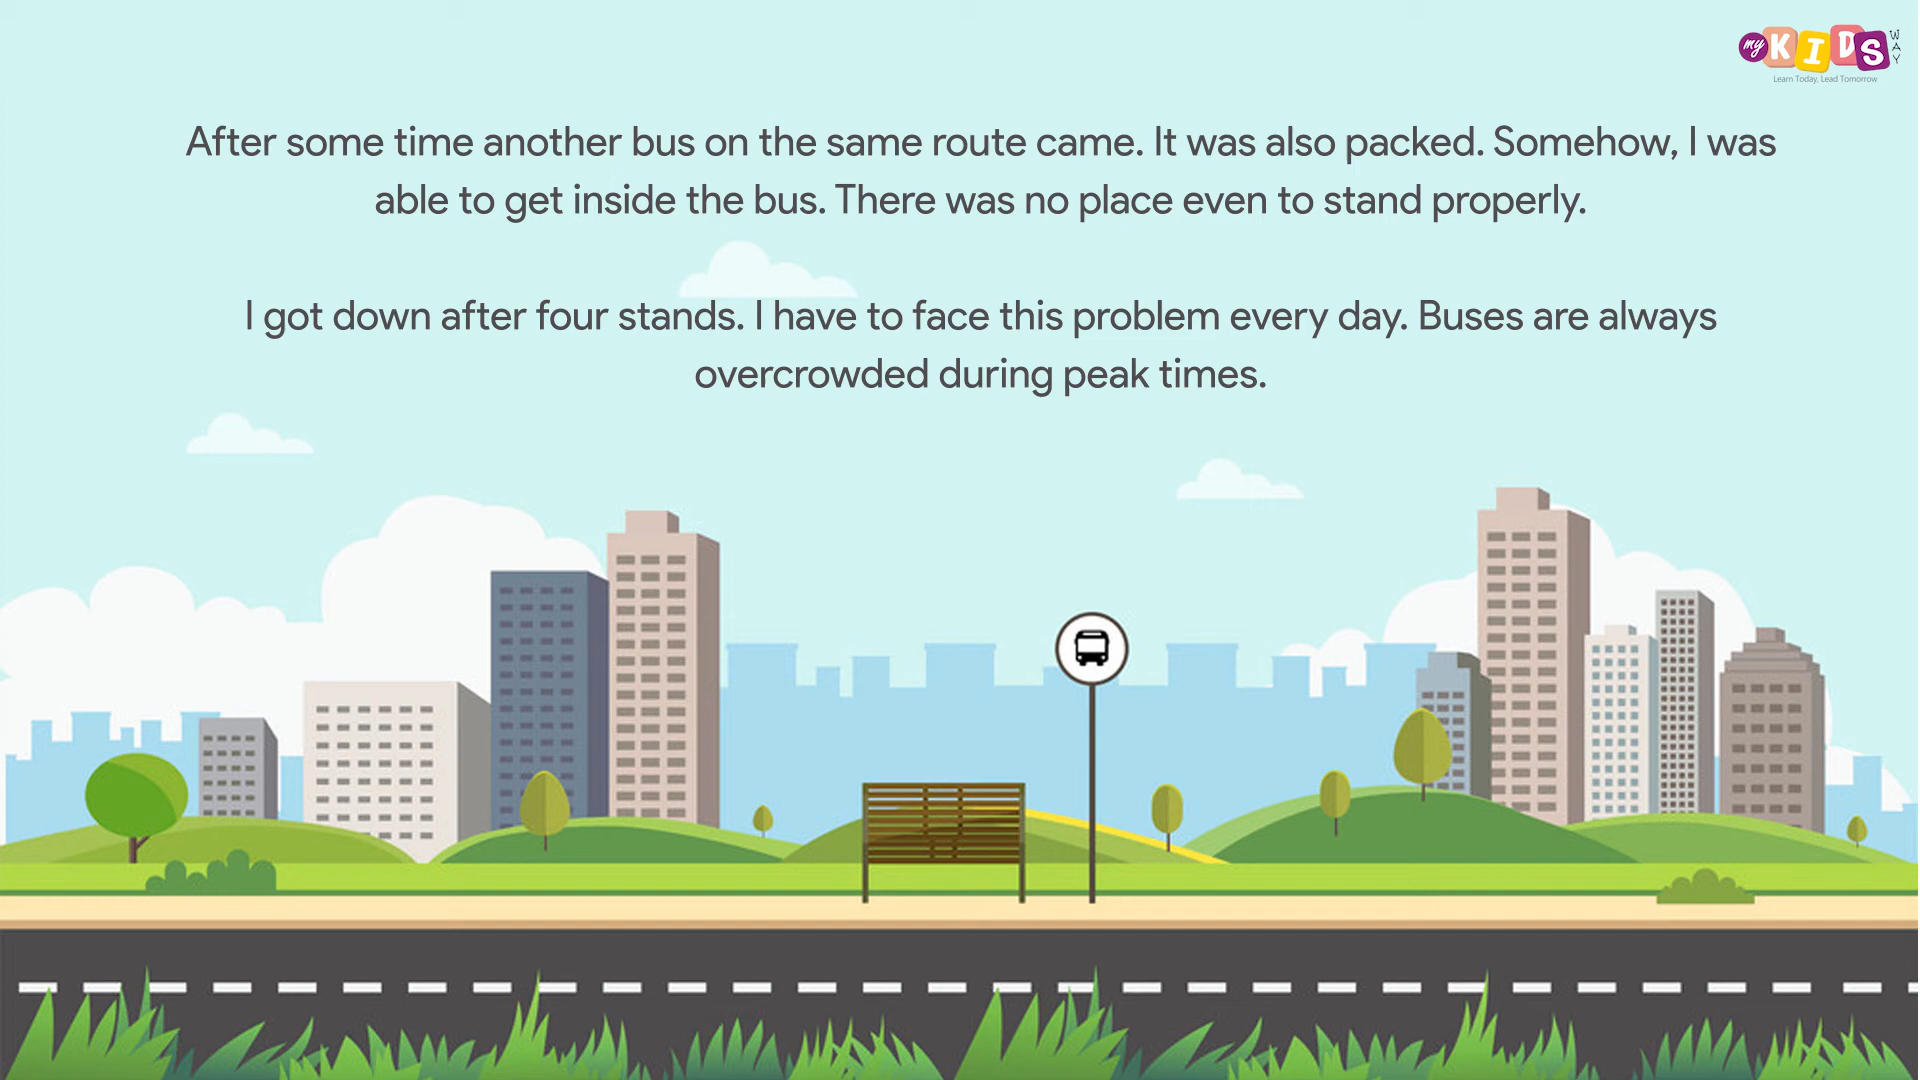 my KIDS WAY
Learn Today, Lead Tomorrow
After some time another bus on the same route came. It was also packed. Somehow, I was
able to get inside the bus. There was no place even to stand properly.
I got down after four stands. I have to face this problem every day. Buses are always
overcrowded during peak times.